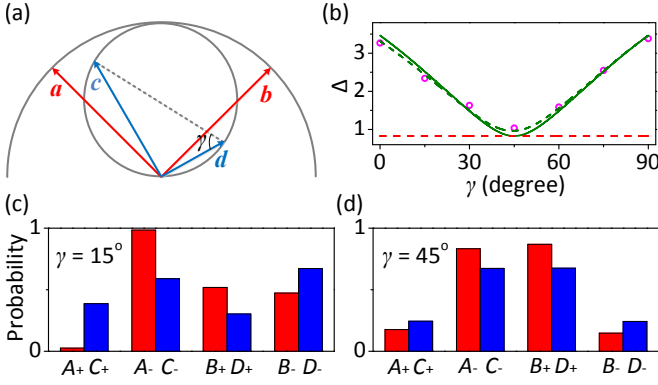 (a)
a
c
b
γ
d
(b)
3
2
1
Δ
0
30
60
90
γ (degree)
(c)
1
Probability
0
γ = 15°
A+ C+
A- C-
B+ D+
B- D-
(d)
1
0
γ = 45°
A+ C+
A- C-
B+ D+
B- D-